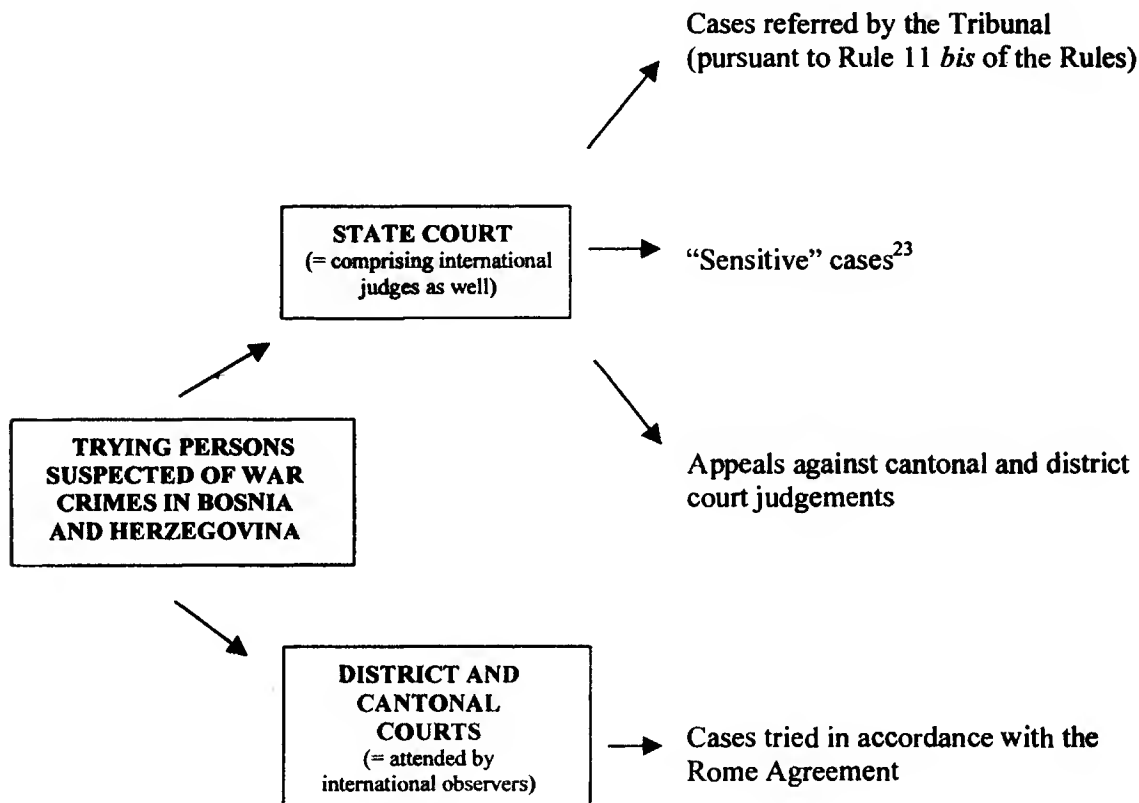 Cases referred by the Tribunal
(pursuant to Rule 11 bis of the Rules)
STATE COURT
(= comprising international
judges as well)
“Sensitive” cases23
TRYING PERSONS
SUSPECTED OF WAR
CRIMES IN BOSNIA
AND HERZEGOVINA
Appeals against cantonal and district
court judgements
DISTRICT AND
CANTONAL
COURTS
(= attended by
international observers)
Cases tried in accordance with the
Rome Agreement